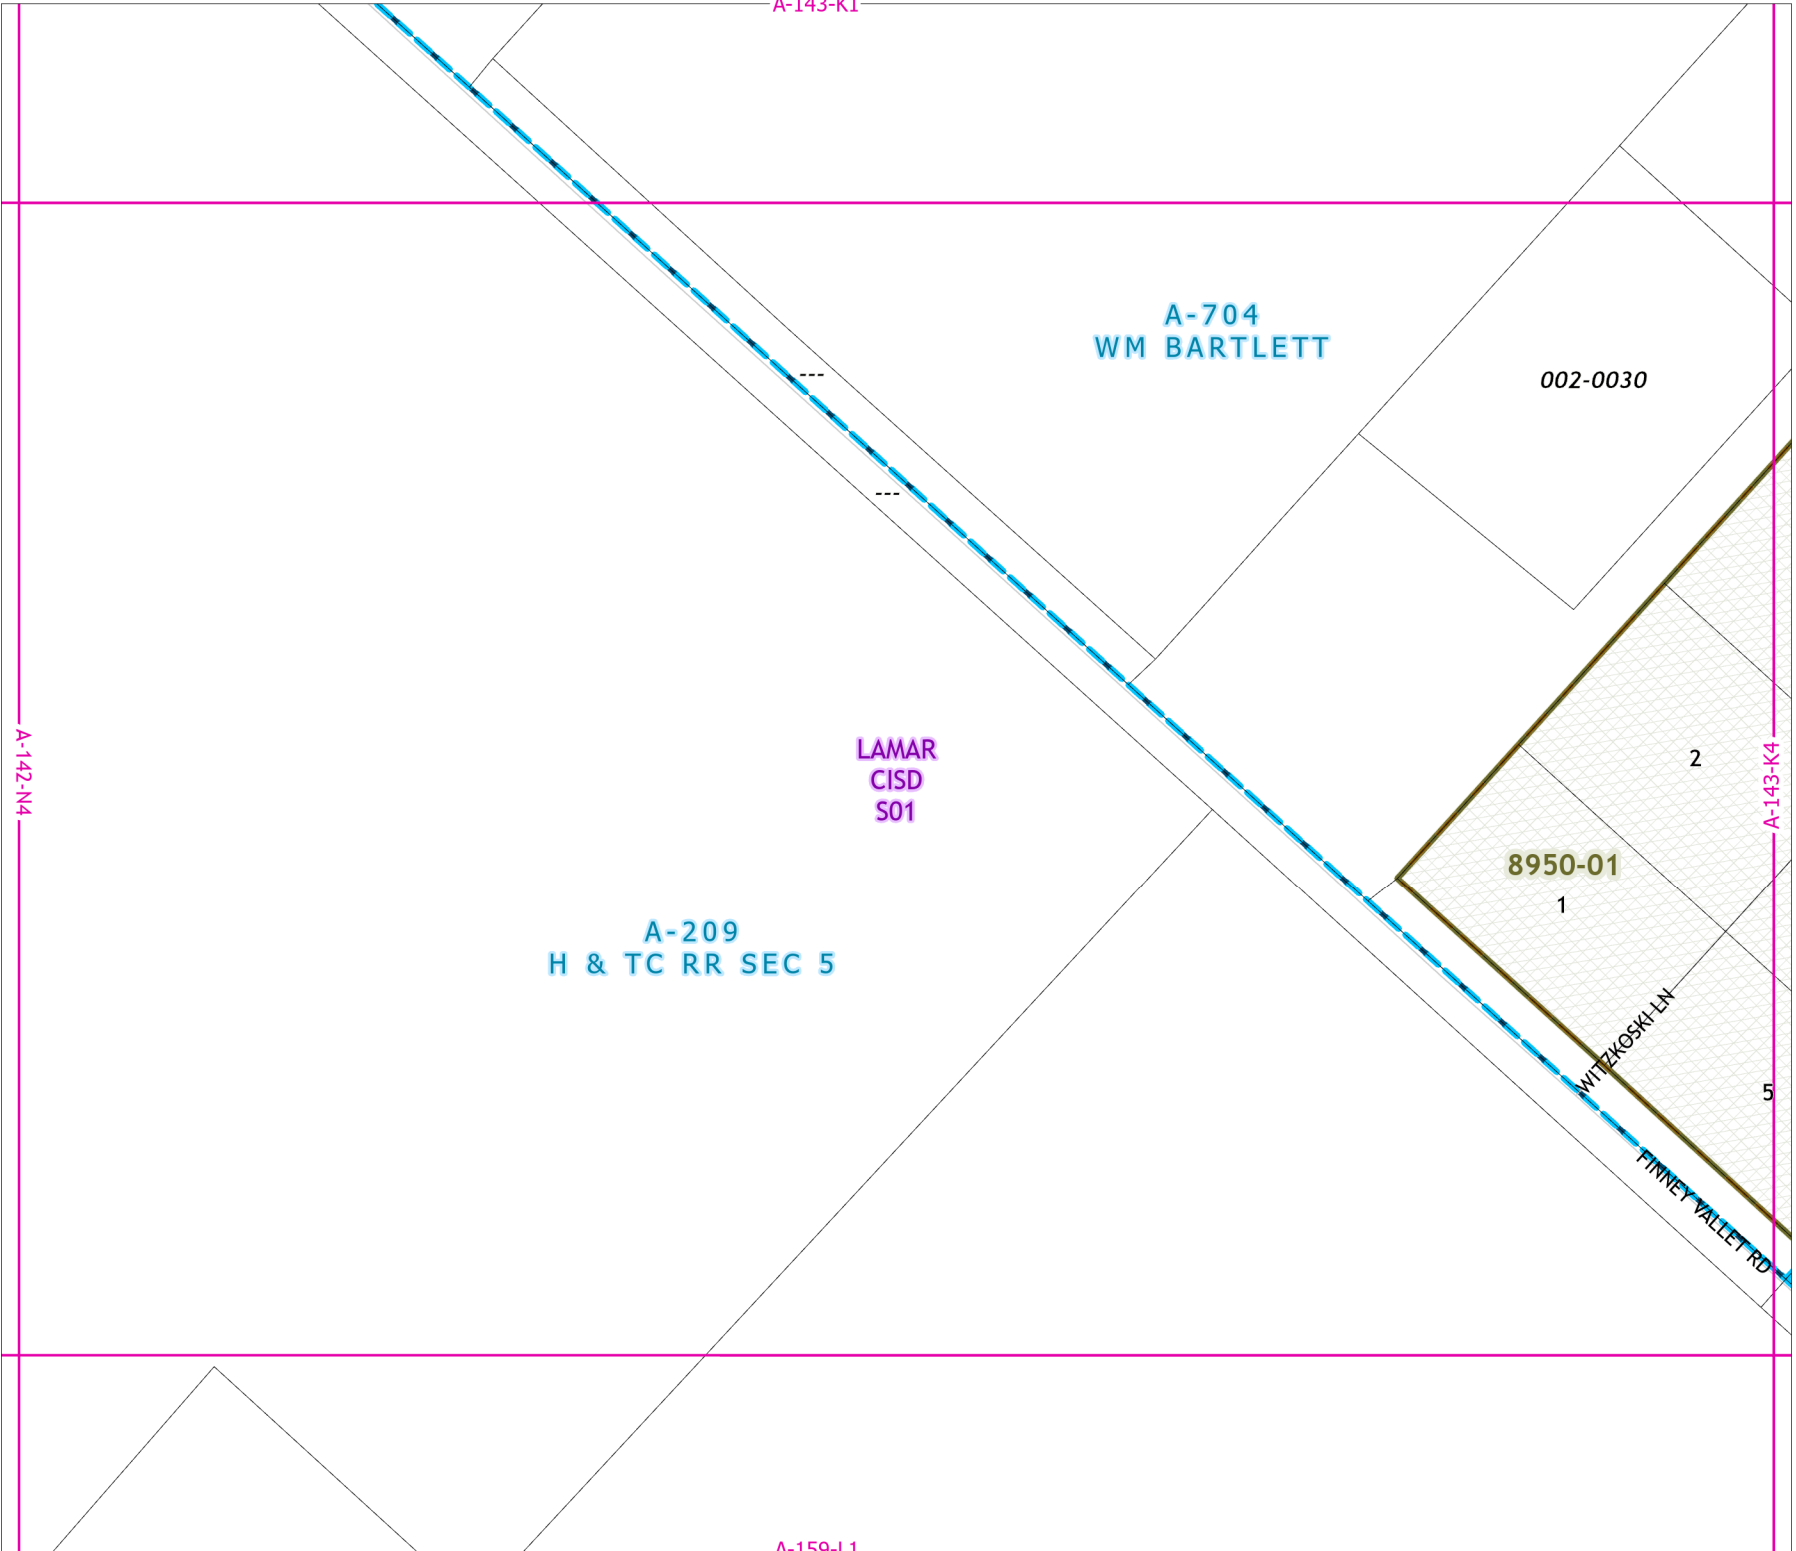 A-143-K1
A-704
WM BARTLETT
002-0030
---
---
LAMAR
CISD
S01
A-142-N4
A-143-K4
2
8950-01
1
A-209
H & TC RR SEC 5
WITZKOSKI LN
5
FINNEY VALLET RD
A-159-L1